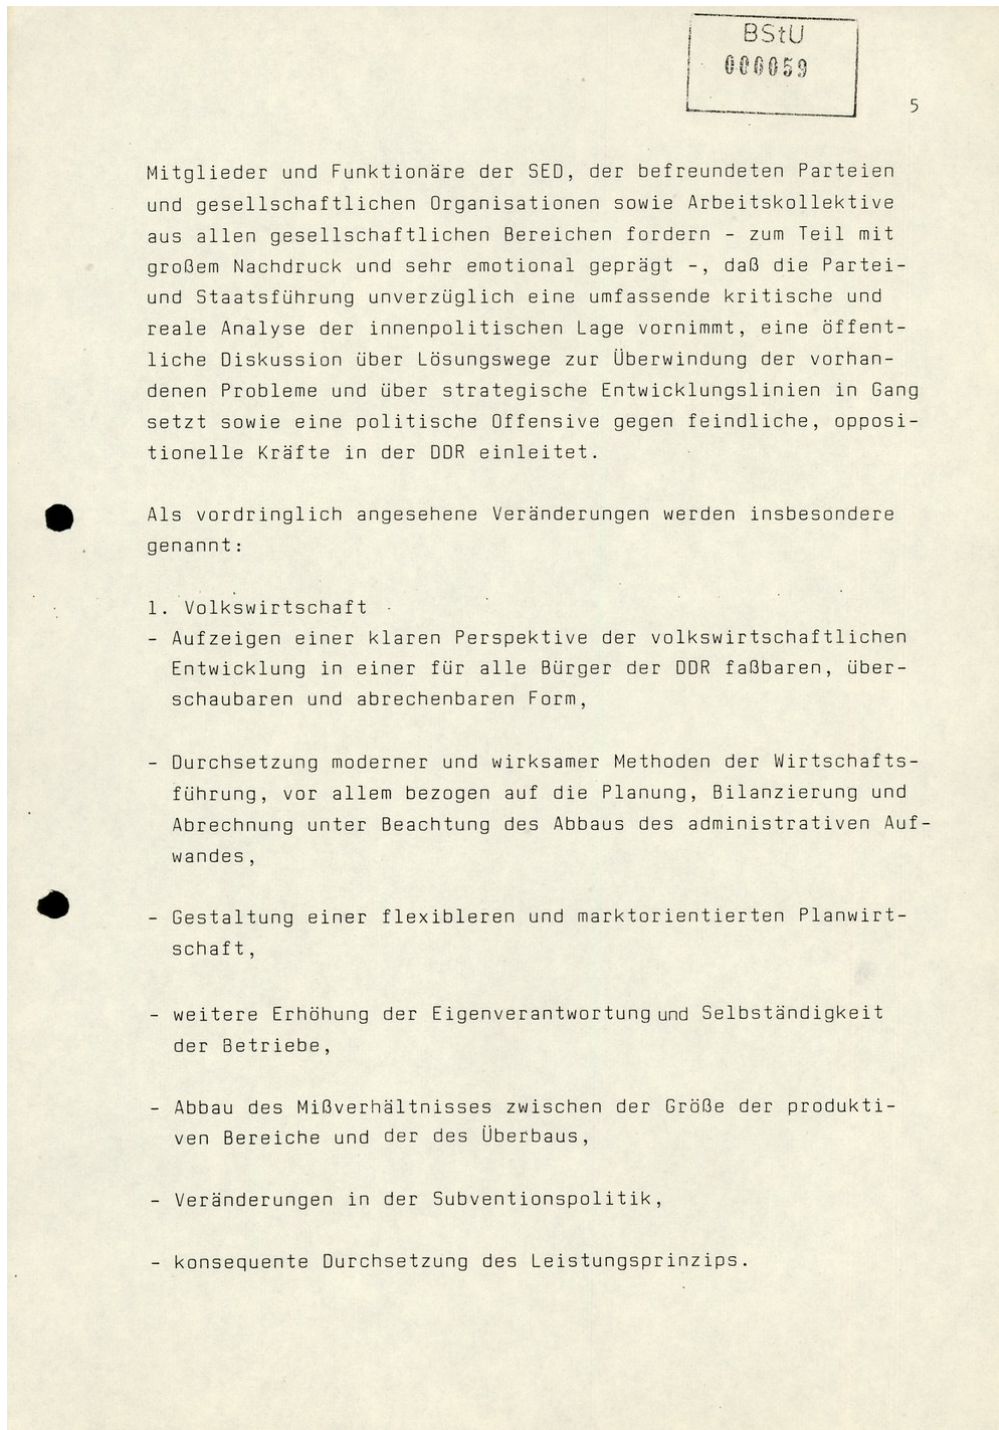 BStU
000059
5
Mitglieder und Funktionäre der SED, der befreundeten Parteien
und gesellschaftlichen Organisationen sowie Arbeitskollektive
aus allen gesellschaftlichen Bereichen fordern - zum Teil mit
großem Nachdruck und sehr emotional geprägt -, daß die Partei-
und Staatsführung unverzüglich eine umfassende kritische und
reale Analyse der innenpolitischen Lage vornimmt, eine öffent-
liche Diskussion über Lösungswege zur Überwindung der vorhan-
denen Probleme und über strategische Entwicklungslinien in Gang
setzt sowie eine politische Offensive gegen feindliche, opposi-
tionelle Kräfte in der DDR einleitet.
Als vordringlich angesehene Veränderungen werden insbesondere
genannt:
1. Volkswirtschaft
- Aufzeigen einer klaren Perspektive der volkswirtschaftlichen
Entwicklung in einer für alle Bürger der DDR faßbaren, über-
schaubaren und abrechenbaren Form,
- Durchsetzung moderner und wirksamer Methoden der Wirtschafts-
führung, vor allem bezogen auf die Planung, Bilanzierung und
Abrechnung unter Beachtung des Abbaus des administrativen Auf-
wandes,
- Gestaltung einer flexibleren und marktorientierten Planwirt-
schaft,
- weitere Erhöhung der Eigenverantwortung und Selbständigkeit
der Betriebe,
- Abbau des Mißverhältnisses zwischen der Größe der produkti-
ven Bereiche und der des Überbaus,
- Veränderungen in der Subventionspolitik,
- konsequente Durchsetzung des Leistungsprinzips.